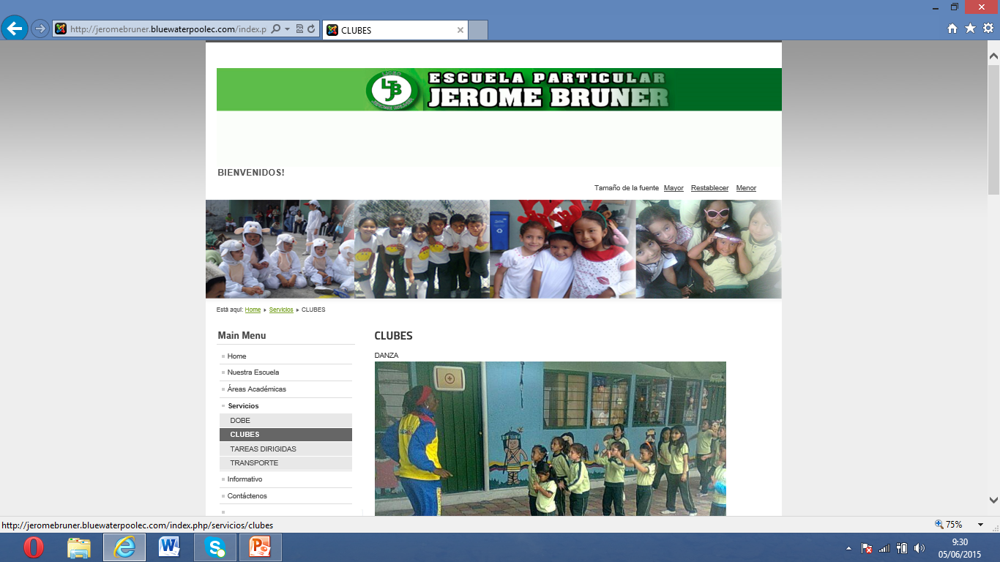 http://jeromebruner.bluewaterpoolec.com/index.p
CLUBES
LJB
ESCUELA PARTICULAR
JEROME BRUNER
BIENVENIDOS!
Tamaño de la fuente Mayor Restablecer Menor
Está aquí: Home Servicios CLUBES
Main Menu
Home
Nuestra Escuela
Áreas Académicas
Servicios
DOBE
CLUBES
TAREAS DIRIGIDAS
TRANSPORTE
Informativo
Contáctenos
CLUBES
DANZA
http://jeromebruner.bluewaterpoolec.com/index.php/servicios/clubes
75%
9:30
05/06/2015